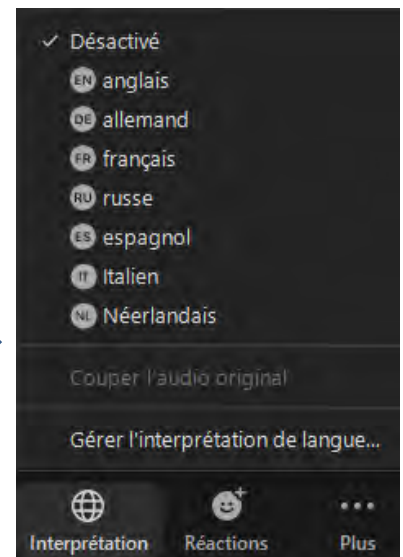 ✓ Désactivé
EN anglais
DE allemand
FR français
RU russe
ES espagnol
IT Italien
NL Néerlandais
Couper l'audio original
Gérer l'interprétation de langue...
Interprétation Réactions Plus